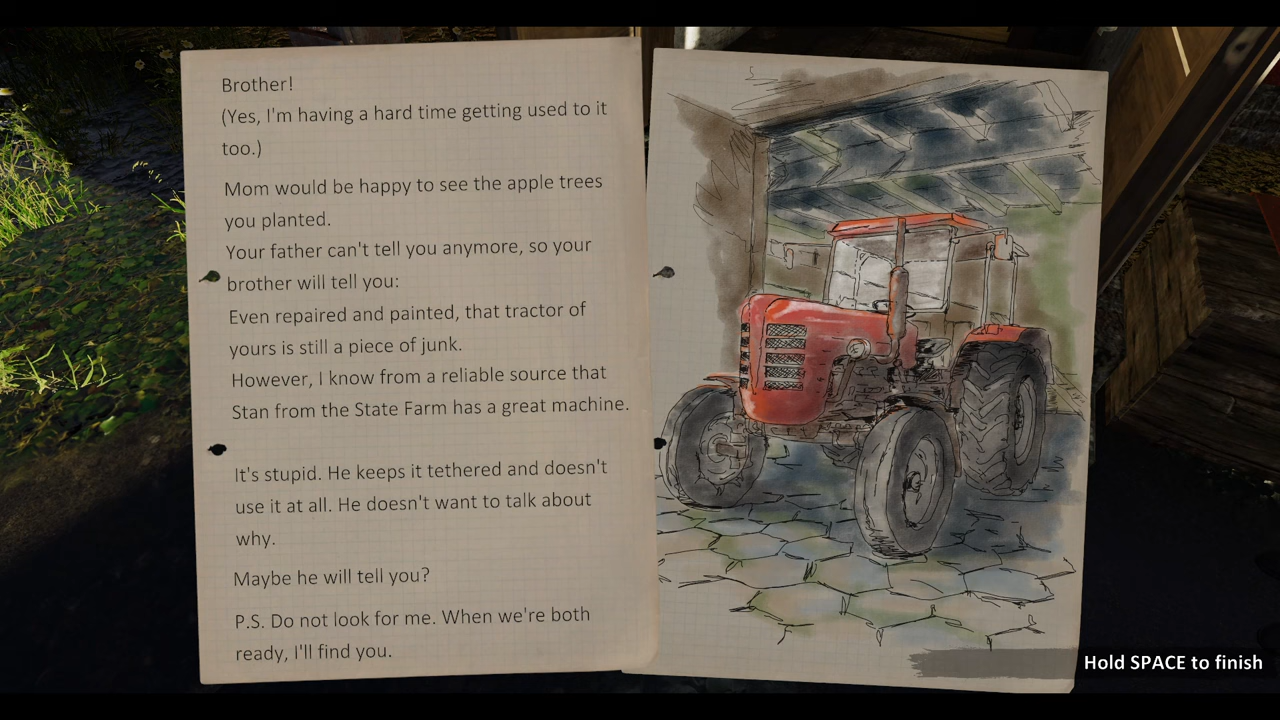 Brother!
(Yes, I'm having a hard time getting used to it
too.)
Mom would be happy to see the apple trees
you planted.
Your father can't tell you anymore, so your
brother will tell you:
Even repaired and painted, that tractor of
yours is still a piece of junk.
However, I know from a reliable source that
Stan from the State Farm has a great machine.
It's stupid. He keeps it tethered and doesn't
use it at all. He doesn't want to talk about
why.
Maybe he will tell you?
P.S. Do not look for me. When we're both
ready, I'll find you.
Hold SPACE to finish